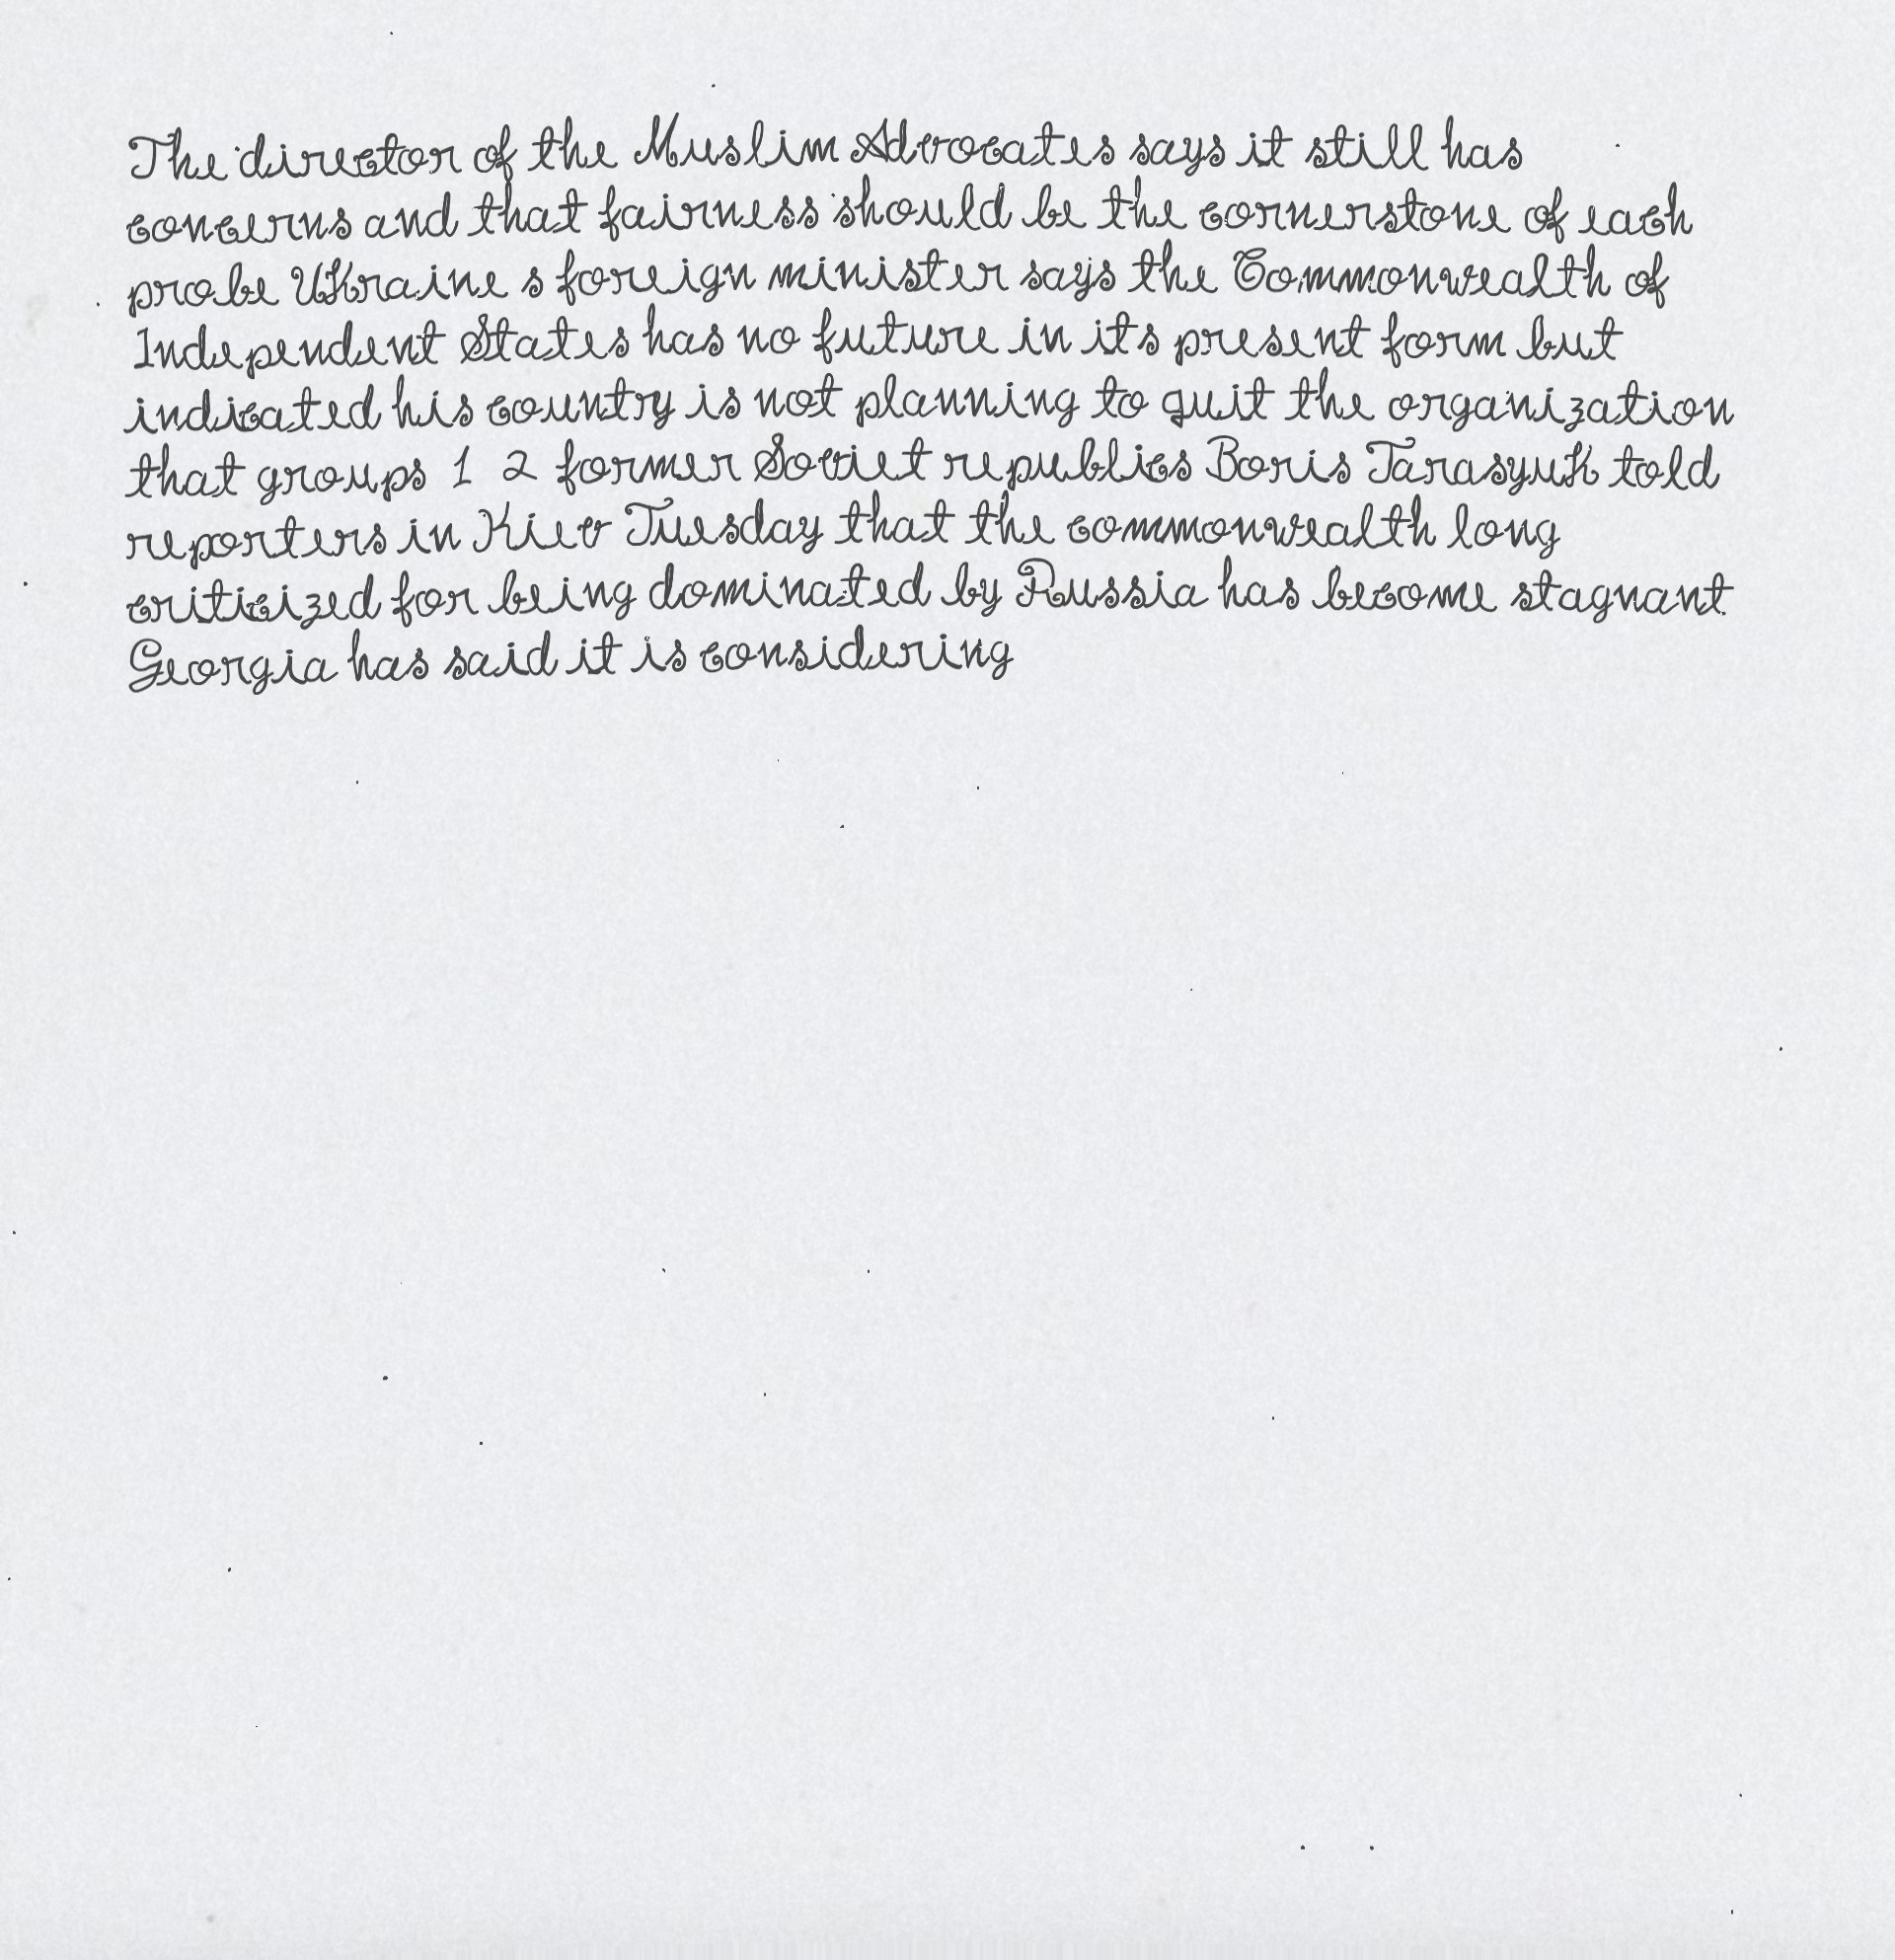 The director of the Muslim Advocates says it still has
concerns and that fairness should be the cornerstone of each
probe Ukraine s foreign minister says the Commonwealth of
Independent States has no future in its present form but
indicated his country is not planning to quit the organization
that groups 1 2 former Soviet republics Boris Tarasyuk told
reporters in Kiev Tuesday that the commonwealth long
criticized for being dominated by Russia has become stagnant
Georgia has said it is considering